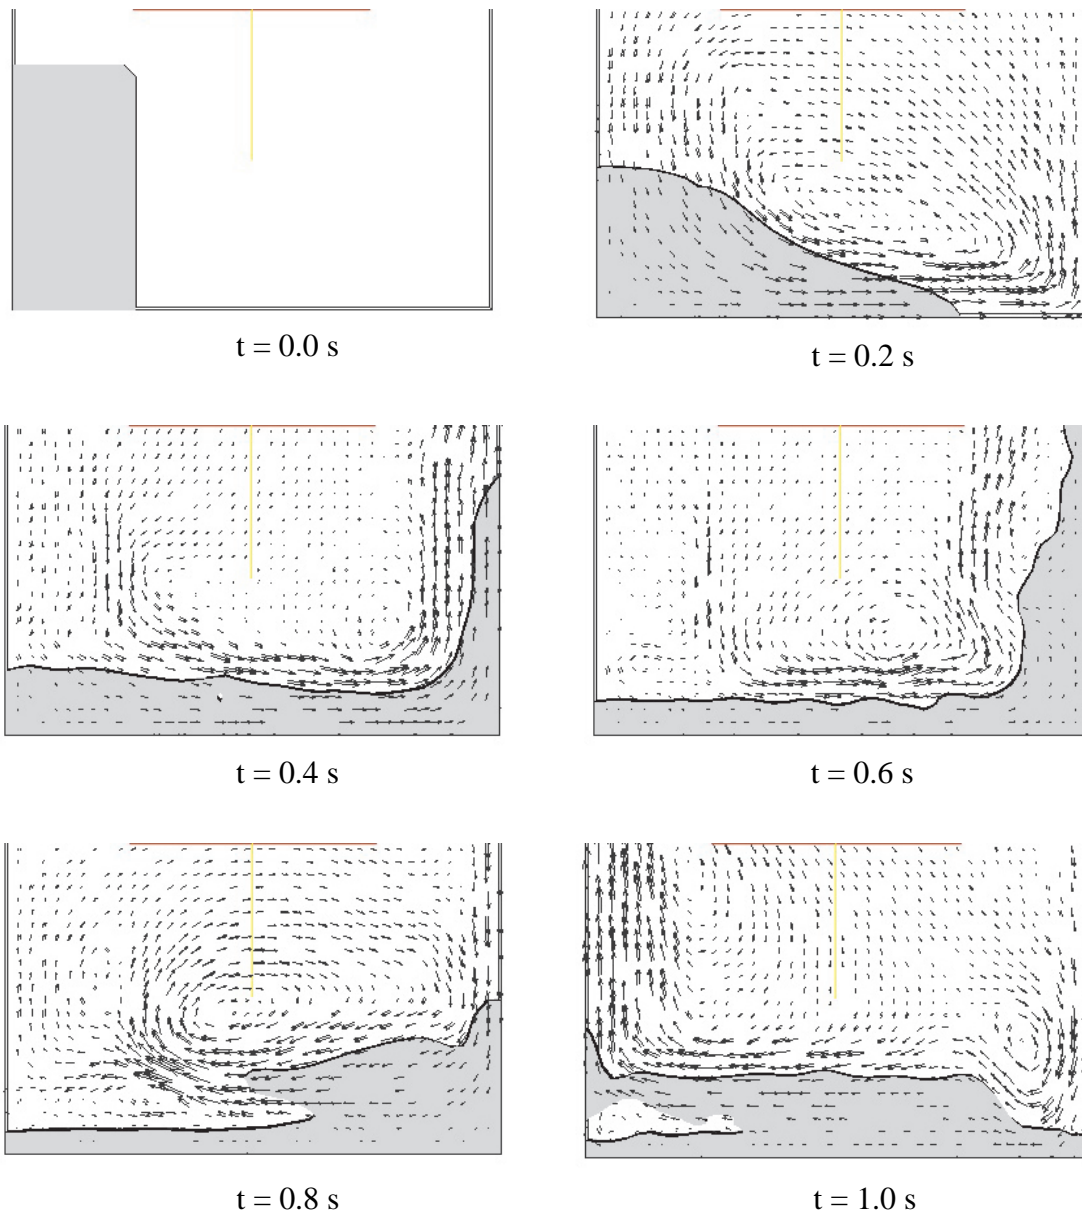 t = 0.0 s
t = 0.2 s
t = 0.4 s
t = 0.6 s
t = 0.8 s
t = 1.0 s